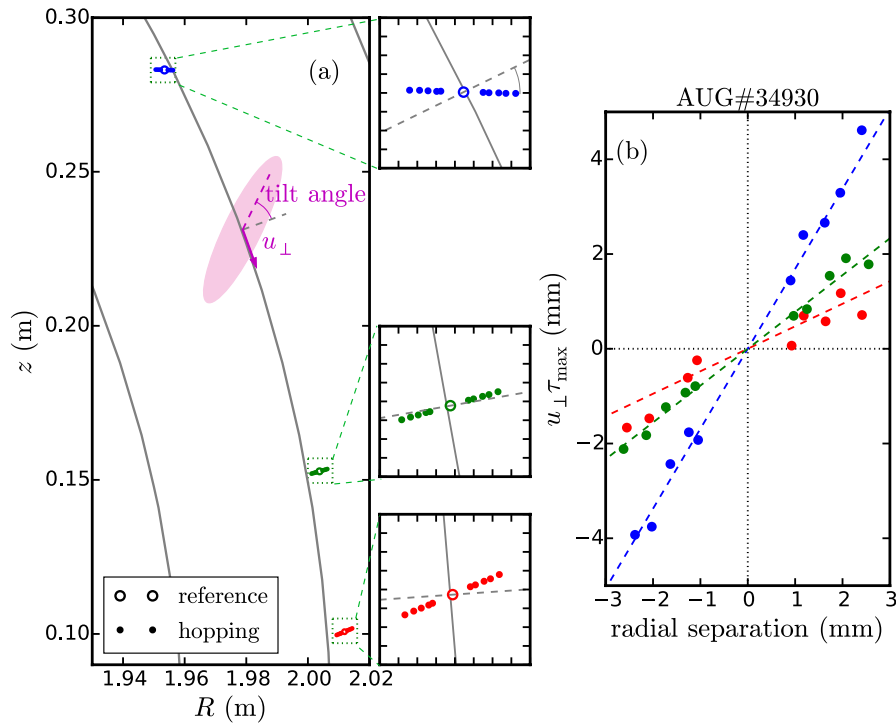 AUG#34930
(a)
(b)
0.30
0.25
0.20
0.15
0.10
z (m)
tilt angle
u⊥
reference
hopping
1.94
1.96
1.98
2.00
2.02
R (m)
4
2
0
−2
−4
u⊥τmax (mm)
−3
−2
−1
0
1
2
3
radial separation (mm)